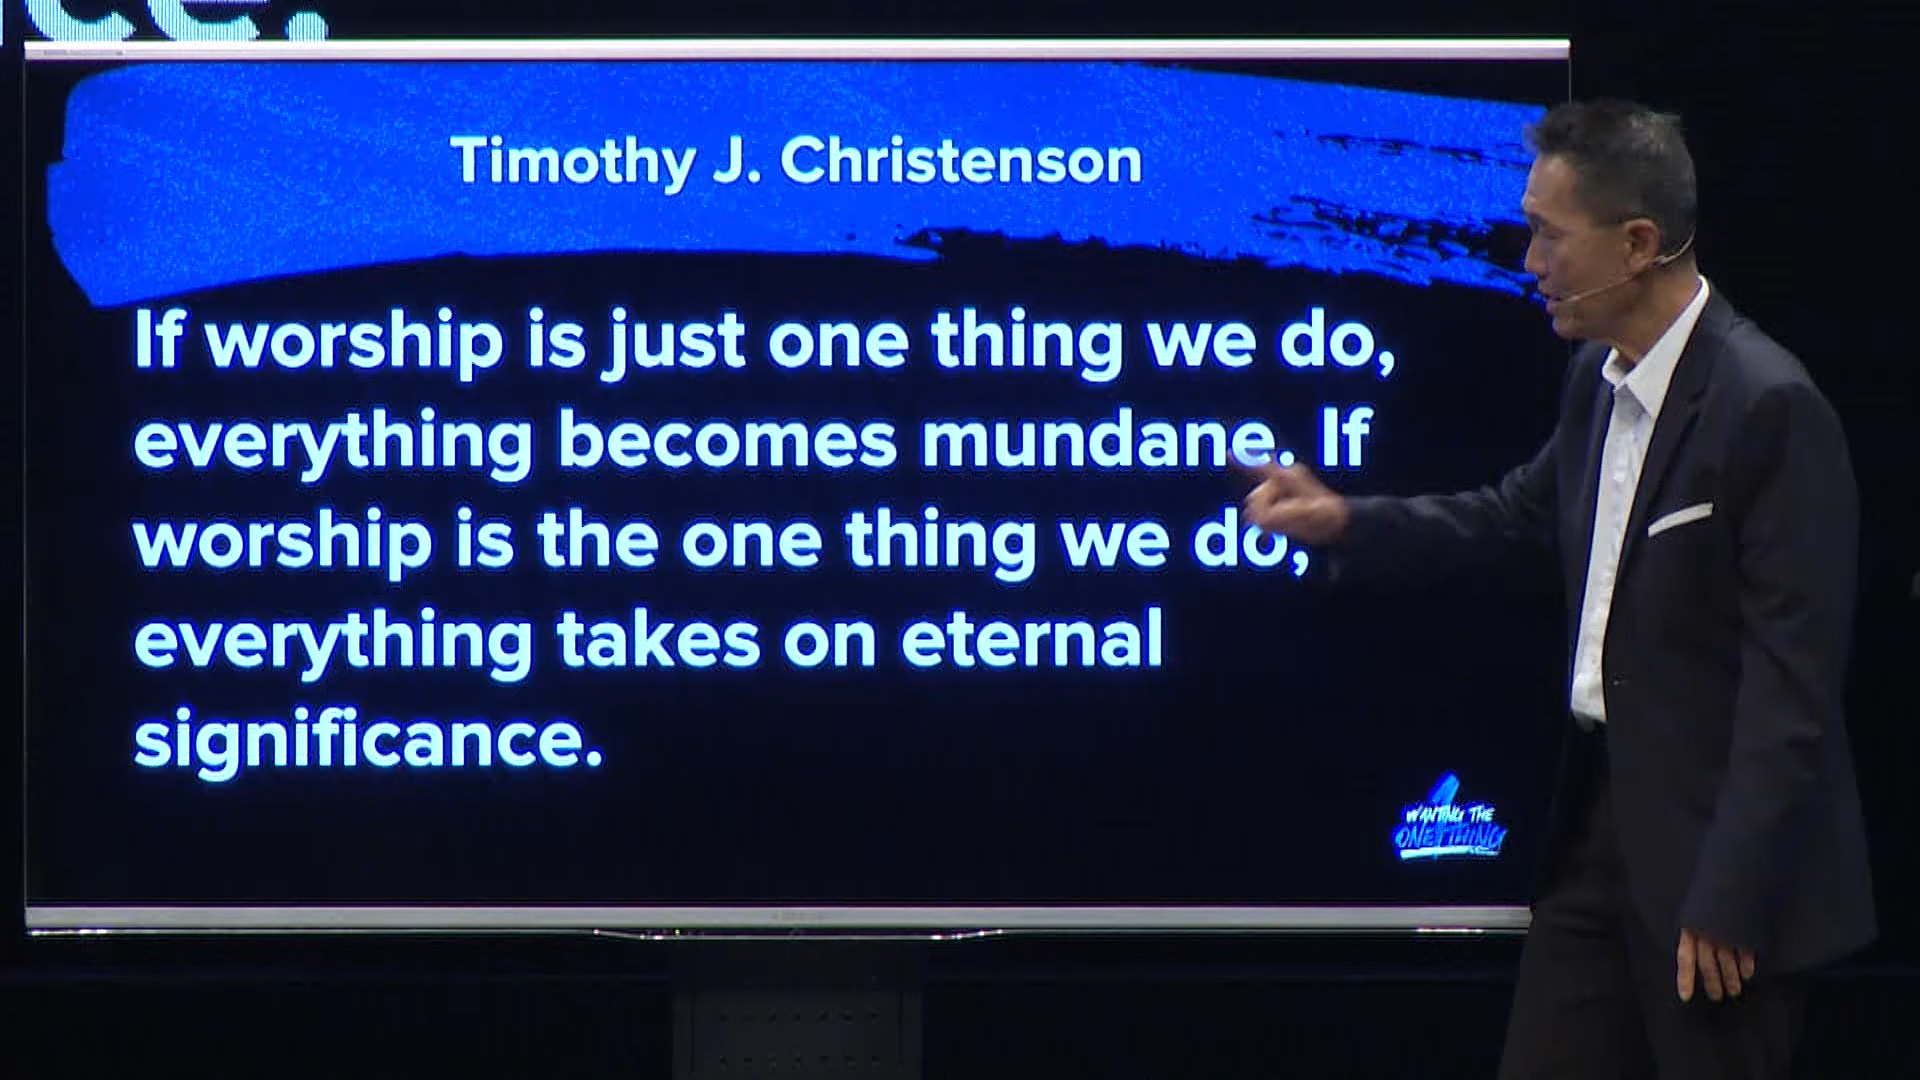 ce.
Timothy J. Christenson
If worship is just one thing we do,
everything becomes mundane. If
worship is the one thing we do,
everything takes on eternal
significance.
WANTING THE
ONE THING